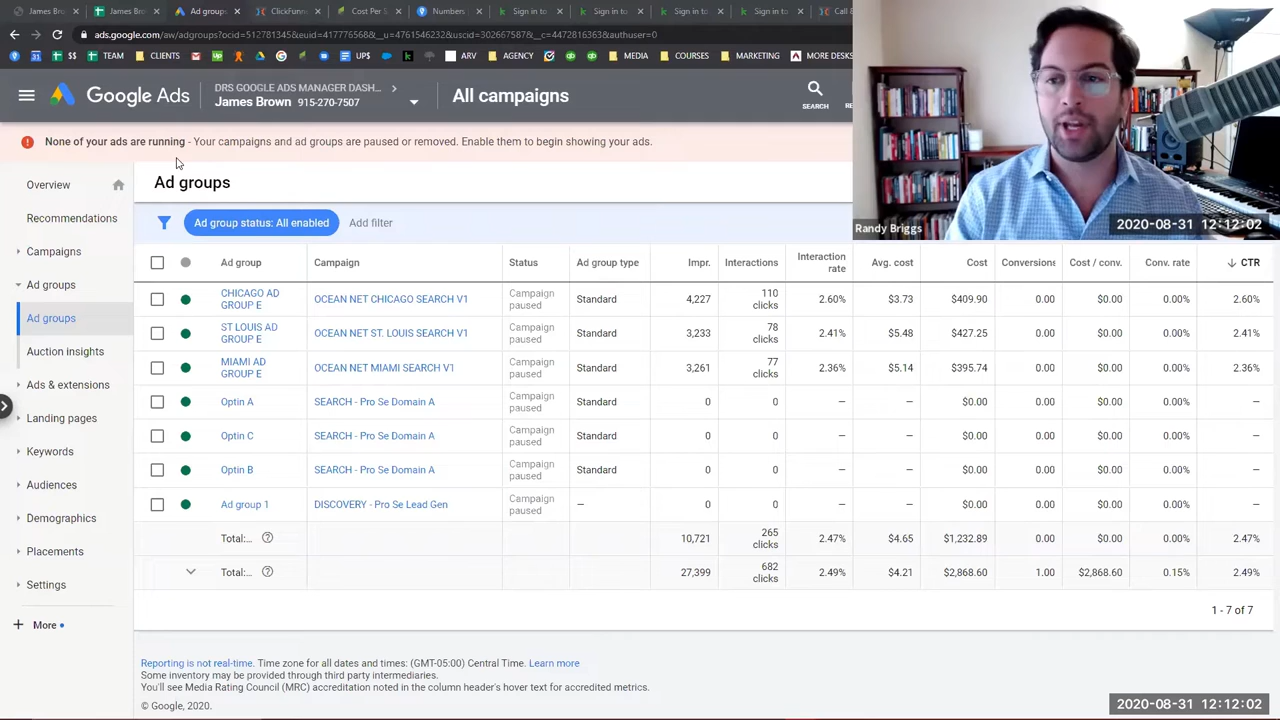 Ad groups
ClickFunn
Cost Per S
Numbers
Sign in to
Sign in to
Sign in to
Sign in to
Call &
ads.google.com/aw/adgroups?ocid=512781345&euid=417776568&__u=4761546232&uscid=302667587&__c=4472816363&authuser=0
$$
TEAM
CLIENTS
UP$
ARV
AGENCY
MEDIA
COURSES
MARKETING
MORE DESKS
Google Ads
DRS GOOGLE ADS MANAGER DASH...
James Brown 915-270-7507
All campaigns
SEARCH
None of your ads are running - Your campaigns and ad groups are paused or removed. Enable them to begin showing your ads.
Randy Briggs
2020-08-31 12:12:02
Overview
Recommendations
Campaigns
Ad groups
Ad groups
Auction insights
Ads & extensions
Landing pages
Keywords
Audiences
Demographics
Placements
Settings
More
Ad groups
Ad group status: All enabled
Add filter
Ad group Campaign Status Ad group type Impr. Interactions Interaction rate Avg. cost Cost Conversions Cost / conv. Conv. rate CTR
CHICAGO AD GROUP E OCEAN NET CHICAGO SEARCH V1 Campaign paused Standard 4,227 110 clicks 2.60% $3.73 $409.90 0.00 $0.00 0.00% 2.60%
ST LOUIS AD GROUP E OCEAN NET ST. LOUIS SEARCH V1 Campaign paused Standard 3,233 78 clicks 2.41% $5.48 $427.25 0.00 $0.00 0.00% 2.41%
MIAMI AD GROUP E OCEAN NET MIAMI SEARCH V1 Campaign paused Standard 3,261 77 clicks 2.36% $5.14 $395.74 0.00 $0.00 0.00% 2.36%
Optin A SEARCH - Pro Se Domain A Campaign paused Standard 0 0 – – $0.00 0.00 $0.00 0.00% –
Optin C SEARCH - Pro Se Domain A Campaign paused Standard 0 0 – – $0.00 0.00 $0.00 0.00% –
Optin B SEARCH - Pro Se Domain A Campaign paused Standard 0 0 – – $0.00 0.00 $0.00 0.00% –
Ad group 1 DISCOVERY - Pro Se Lead Gen Campaign paused – 0 0 – – $0.00 0.00 $0.00 0.00% –
Total:... 10,721 265 clicks 2.47% $4.65 $1,232.89 0.00 $0.00 0.00% 2.47%
Total:... 27,399 682 clicks 2.49% $4.21 $2,868.60 1.00 $2,868.60 0.15% 2.49%
1 - 7 of 7
Reporting is not real-time. Time zone for all dates and times: (GMT-05:00) Central Time. Learn more
Some inventory may be provided through third party intermediaries.
You'll see Media Rating Council (MRC) accreditation noted in the column header's hover text for accredited metrics.
© Google, 2020.
2020-08-31 12:12:02